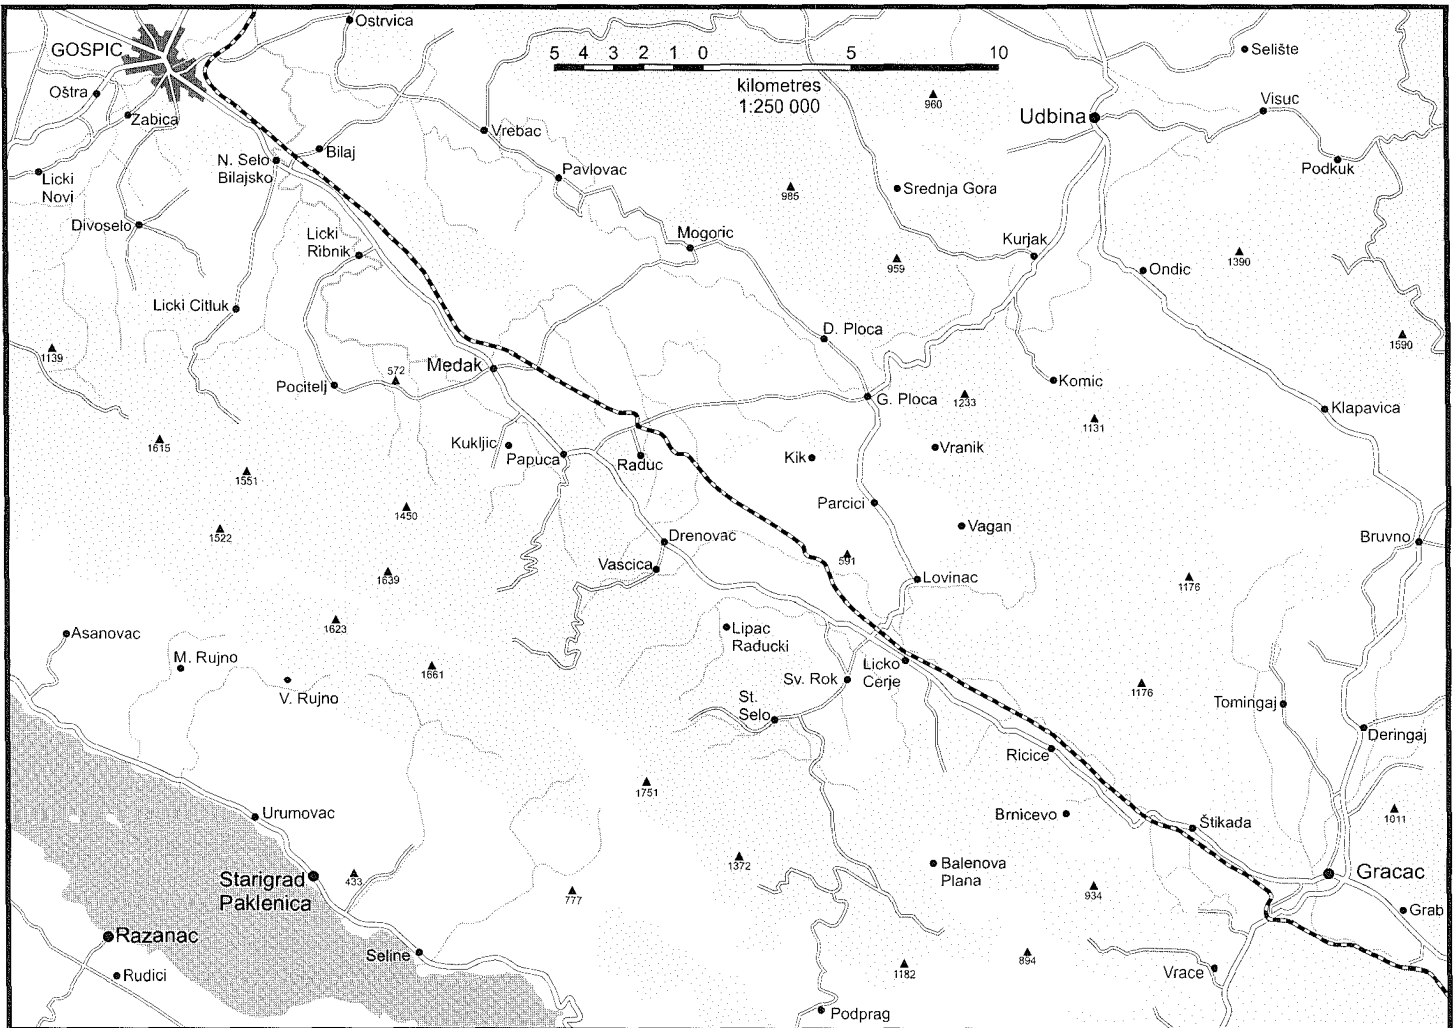 Ostrvica
GOSPIC
5 4 3 2 1 0 5 10
kilometres
1:250 000
Selište
Oštra
960
Visuc
Zabica
Udbina
Vrebac
N. Selo
Bilajsko
Bilaj
Podkuk
Licki
Novi
Pavlovac
985
Srednja Gora
Divoselo
Licki
Ribnik
Mogoric
Kurjak
1390
959
Ondic
Licki Citluk
D. Ploca
1139
1590
Medak
572
Pocitelj
Komic
G. Ploca
1233
Klapavica
1131
1615
Kukljic
Papuca
Raduc
Kik
Vranik
1551
1450
Parcici
1522
Vagan
Drenovac
Bruvno
591
Vascica
1639
Lovinac
1176
Asanovac
1623
Lipac
Raducki
M. Rujno
1661
V. Rujno
Licko
Cerje
Sv. Rok
1176
St.
Selo
Tomingaj
Deringaj
Ricice
1751
Urumovac
Brnicevo
1011
Štikada
1372
Balenova
Plana
433
Starigrad
Paklenica
777
934
Gracac
Grab
Razanac
Seline
894
1182
Rudici
Vrace
Podprag